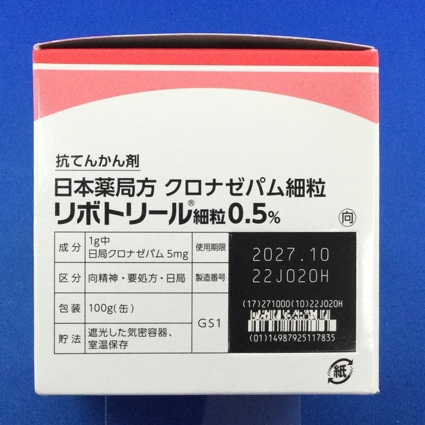 抗てんかん剤
日本薬局方 クロナゼパム細粒
リボトリール®細粒0.5%
向
成分 1g中 日局クロナゼパム 5mg
使用期限 2027.10
区分 向精神・要処方・日局
製造番号 22J020H
包装 100g(缶)
GS1
(17)271000(10)22J020H
(01)14987925117835
貯法 遮光した気密容器、
室温保存
紙